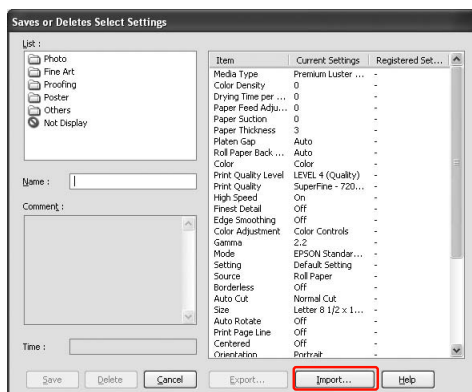 Saves or Deletes Select Settings
List :
Photo
Fine Art
Proofing
Poster
Others
Not Display
Name :
Comment :
Time :
Item Current Settings Registered Set...
Media Type Premium Luster ... -
Color Density 0 -
Drying Time per ... 0 -
Paper Feed Adju... 0 -
Paper Suction 0 -
Paper Thickness 3 -
Platen Gap Auto -
Roll Paper Back ... Auto -
Color Color -
Print Quality Level LEVEL 4 (Quality) -
Print Quality SuperFine - 720... -
High Speed On -
Finest Detail Off -
Edge Smoothing Off -
Color Adjustment Color Controls -
Gamma 2.2 -
Mode EPSON Standar... -
Setting Default Setting -
Source Roll Paper -
Borderless Off -
Auto Cut Normal Cut -
Size Letter 8 1/2 x 1... -
Auto Rotate Off -
Print Page Line Off -
Centered Off -
Orientation Portrait -
Save Delete Cancel Export... Import... Help